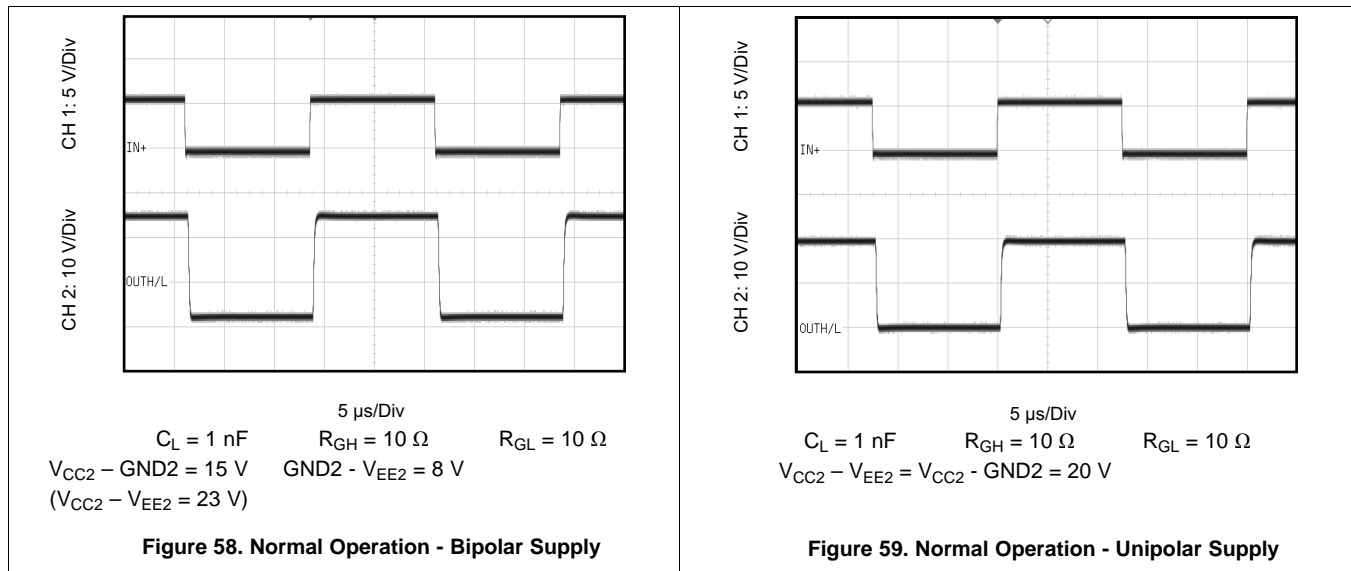 CH 1: 5 V/Div
IN+
CH 2: 10 V/Div
OUTH/L
5 µs/Div
C_L = 1 nF R_GH = 10 Ω R_GL = 10 Ω
V_CC2 – GND2 = 15 V GND2 - V_EE2 = 8 V
(V_CC2 – V_EE2 = 23 V)
Figure 58. Normal Operation - Bipolar Supply
CH 1: 5 V/Div
IN+
CH 2: 10 V/Div
OUTH/L
5 µs/Div
C_L = 1 nF R_GH = 10 Ω R_GL = 10 Ω
V_CC2 – V_EE2 = V_CC2 - GND2 = 20 V
Figure 59. Normal Operation - Unipolar Supply